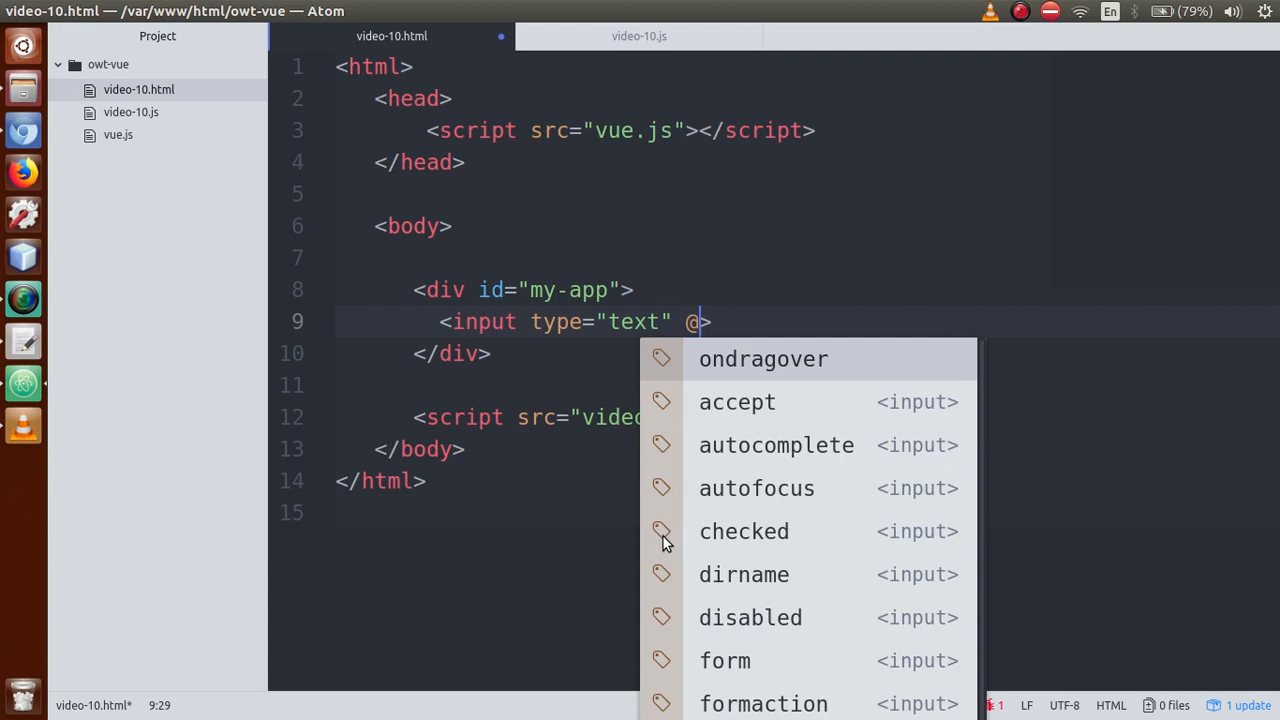 video-10.html — /var/www/html/owt-vue — Atom
En
(79%)
Project
owt-vue
video-10.html
video-10.js
vue.js
video-10.html
video-10.js
1 <html>
2 <head>
3 <script src="vue.js"></script>
4 </head>
5
6 <body>
7
8 <div id="my-app">
9 <input type="text" @>
10 </div>
11
12 <script src="video
13 </body>
14 </html>
15
ondragover
accept <input>
autocomplete <input>
autofocus <input>
checked <input>
dirname <input>
disabled <input>
form <input>
formaction <input>
video-10.html* 9:29
1 LF UTF-8 HTML 0 files 1 update